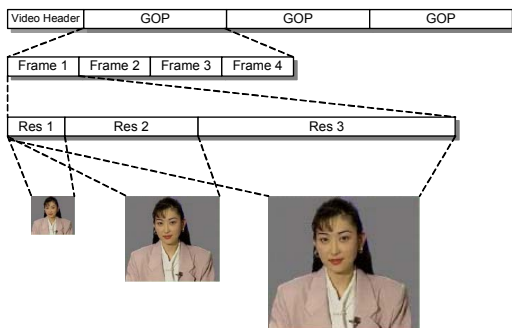 Video Header GOP GOP GOP
Frame 1 Frame 2 Frame 3 Frame 4
Res 1 Res 2 Res 3